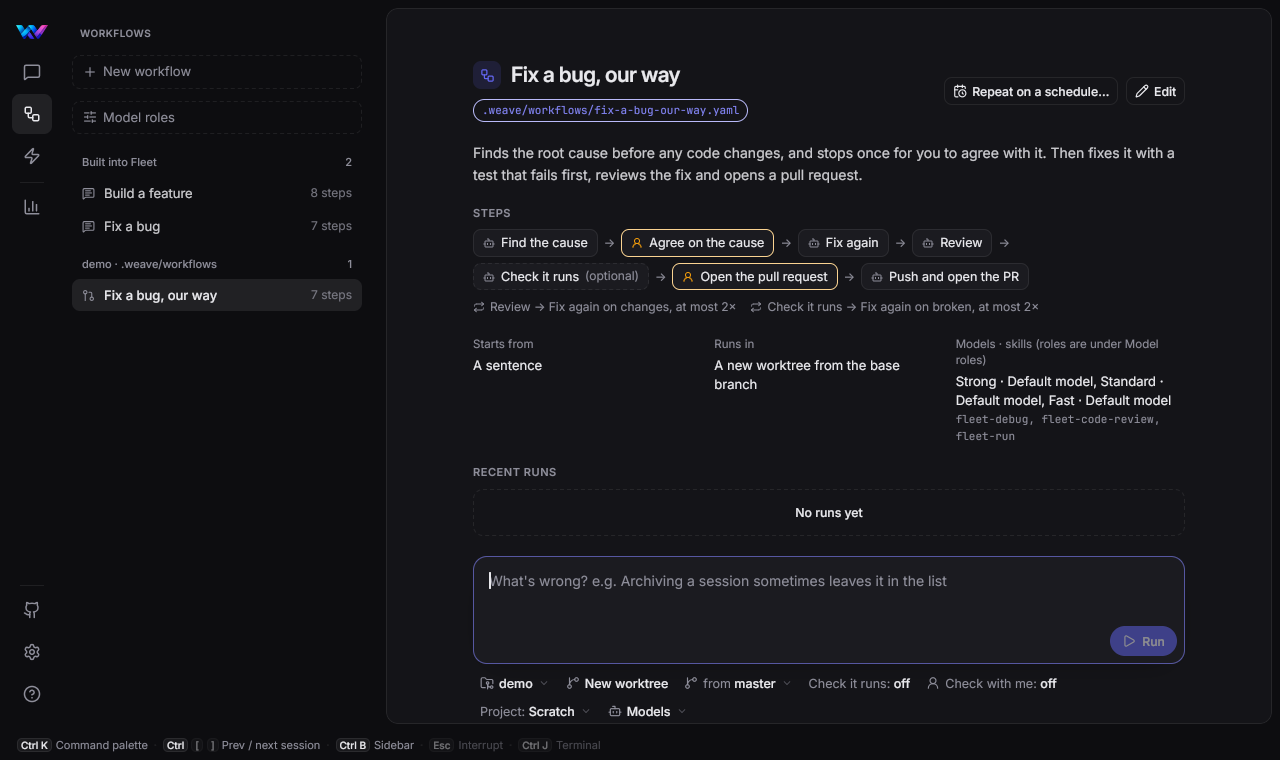 WORKFLOWS
New workflow
Model roles
Built into Fleet 2
Build a feature 8 steps
Fix a bug 7 steps
demo · .weave/workflows 1
Fix a bug, our way 7 steps
Fix a bug, our way
.weave/workflows/fix-a-bug-our-way.yaml
Repeat on a schedule...
Edit
Finds the root cause before any code changes, and stops once for you to agree with it. Then fixes it with a
test that fails first, reviews the fix and opens a pull request.
STEPS
Find the cause → Agree on the cause → Fix again → Review →
Check it runs (optional) → Open the pull request → Push and open the PR
Review → Fix again on changes, at most 2× Check it runs → Fix again on broken, at most 2×
Starts from
A sentence
Runs in
A new worktree from the base
branch
Models · skills (roles are under Model
roles)
Strong · Default model, Standard ·
Default model, Fast · Default model
fleet-debug, fleet-code-review,
fleet-run
RECENT RUNS
No runs yet
What's wrong? e.g. Archiving a session sometimes leaves it in the list
Run
demo New worktree from master Check it runs: off Check with me: off
Project: Scratch Models
Ctrl K Command palette · Ctrl [ ] Prev / next session · Ctrl B Sidebar · Esc Interrupt · Ctrl J Terminal